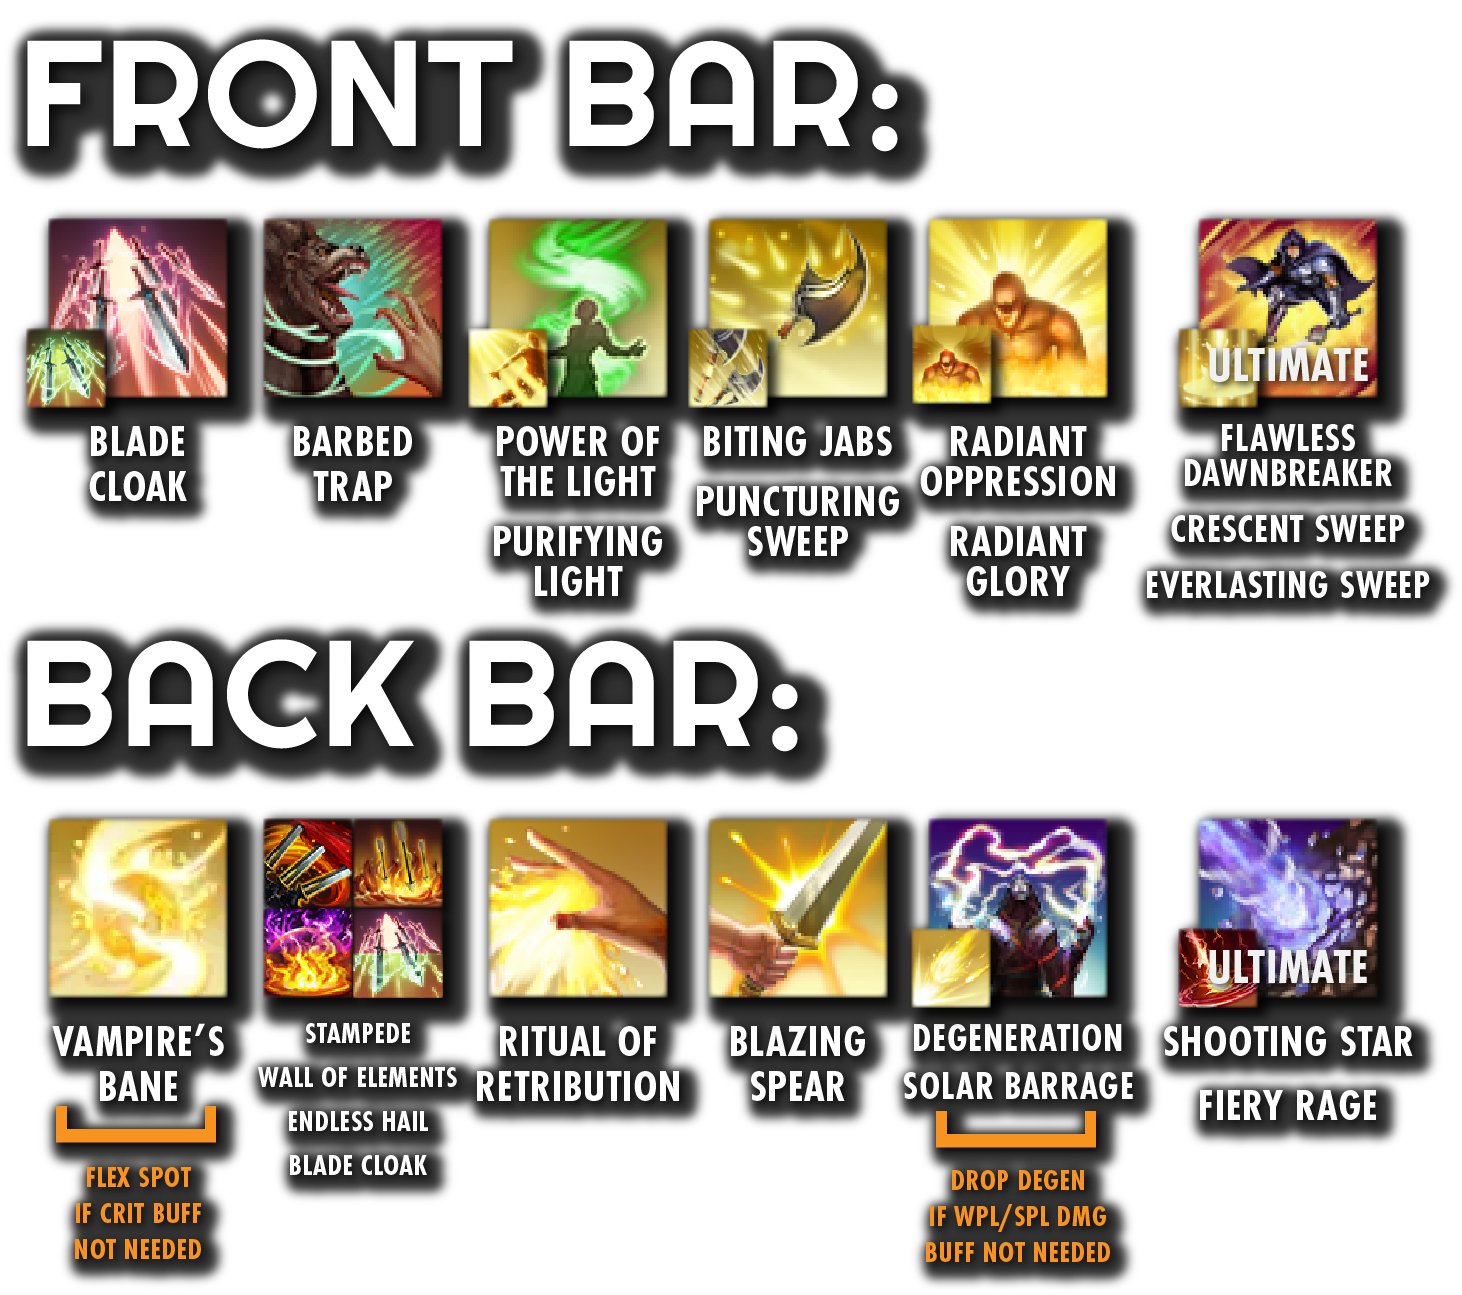 FRONT BAR:
ULTIMATE
BLADE
CLOAK
BARBED
TRAP
POWER OF
THE LIGHT
PURIFYING
LIGHT
BITING JABS
PUNCTURING
SWEEP
RADIANT
OPPRESSION
RADIANT
GLORY
FLAWLESS
DAWNBREAKER
CRESCENT SWEEP
EVERLASTING SWEEP
BACK BAR:
ULTIMATE
VAMPIRE'S
BANE
FLEX SPOT
IF CRIT BUFF
NOT NEEDED
STAMPEDE
WALL OF ELEMENTS
ENDLESS HAIL
BLADE CLOAK
RITUAL OF
RETRIBUTION
BLAZING
SPEAR
DEGENERATION
SOLAR BARRAGE
DROP DEGEN
IF WPL/SPL DMG
BUFF NOT NEEDED
SHOOTING STAR
FIERY RAGE